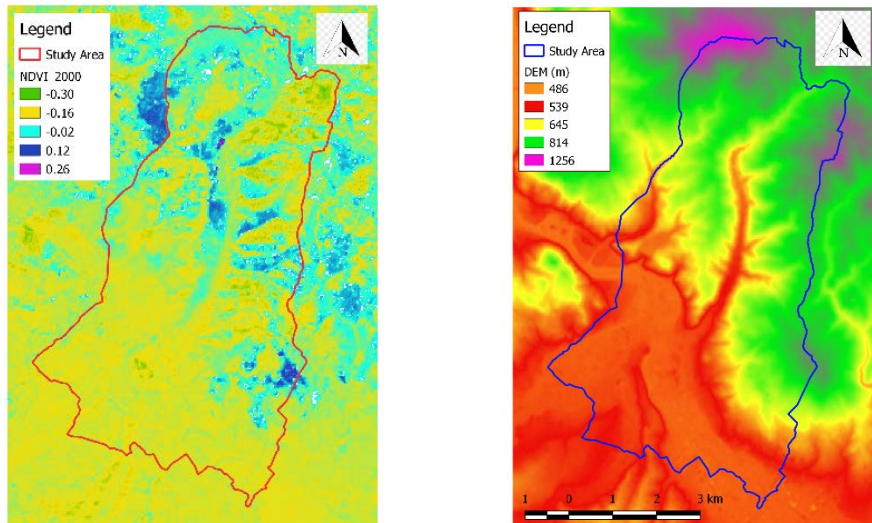 Legend
Study Area
NDVI 2000
-0.30
-0.16
-0.02
0.12
0.26
N
Legend
Study Area
DEM (m)
486
539
645
814
1256
N
1 0 1 2 3 km